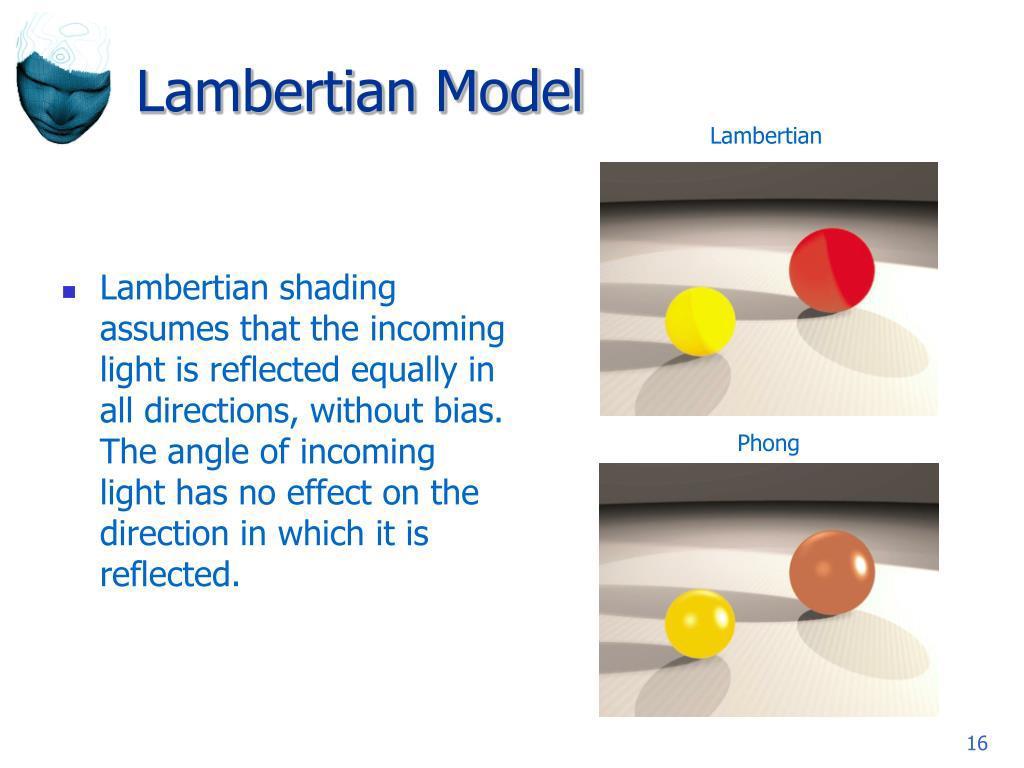 Lambertian Model
Lambertian
Lambertian shading
assumes that the incoming
light is reflected equally in
all directions, without bias.
The angle of incoming
light has no effect on the
direction in which it is
reflected.
Phong
16